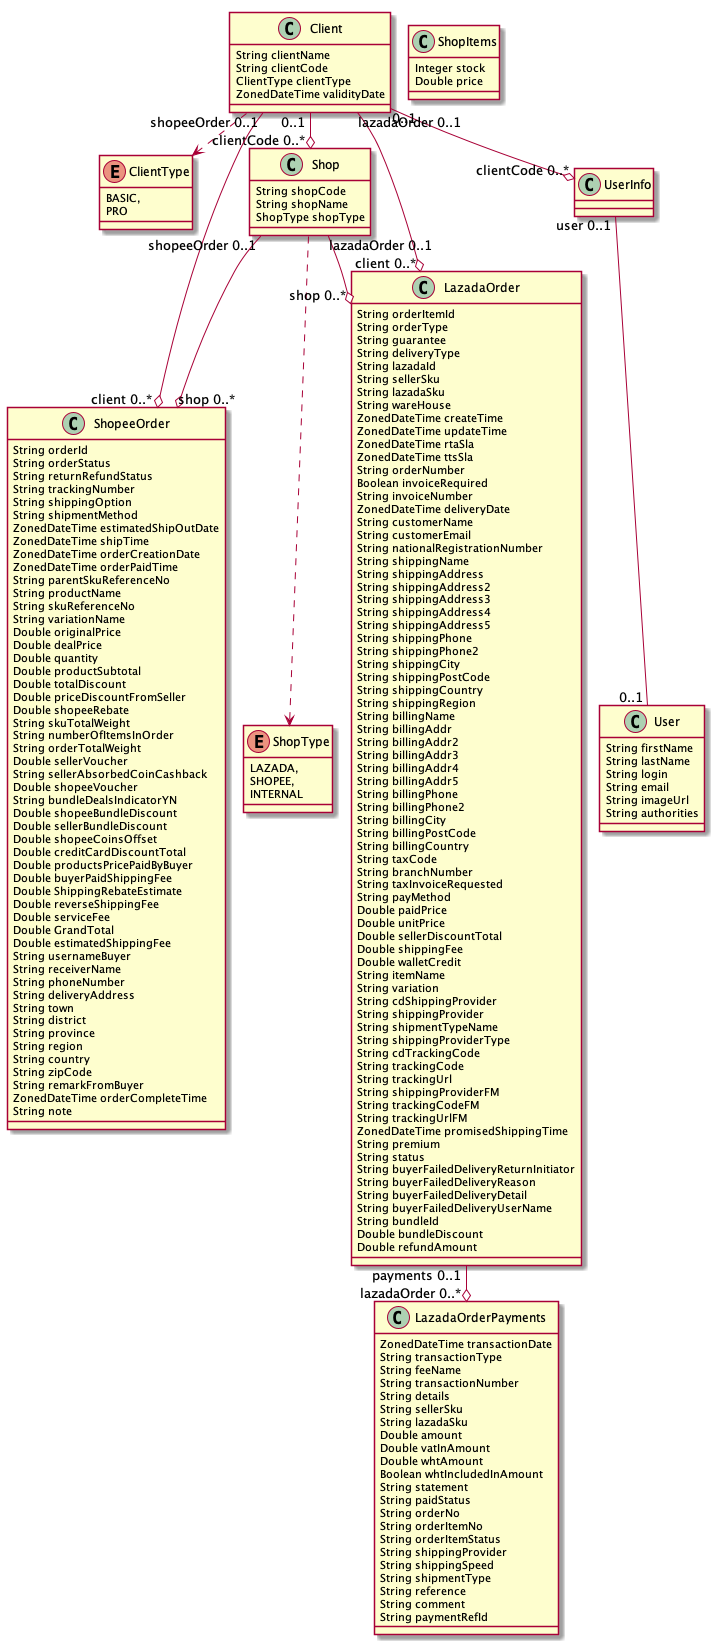 C Client
String clientName
String clientCode
ClientType clientType
ZonedDateTime validityDate
C ShopItems
Integer stock
Double price
shopeeOrder 0..1
0..1
lazadaOrder 0..1
0..1
clientCode 0..*
clientCode 0..*
E ClientType
BASIC,
PRO
C Shop
String shopCode
String shopName
ShopType shopType
C UserInfo
user 0..1
shopeeOrder 0..1
lazadaOrder 0..1
client 0..*
shop 0..*
client 0..*
shop 0..*
C ShopeeOrder
String orderId
String orderStatus
String returnRefundStatus
String trackingNumber
String shippingOption
String shipmentMethod
ZonedDateTime estimatedShipOutDate
ZonedDateTime shipTime
ZonedDateTime orderCreationDate
ZonedDateTime orderPaidTime
String parentSkuReferenceNo
String productName
String skuReferenceNo
String variationName
Double originalPrice
Double dealPrice
Double quantity
Double productSubtotal
Double totalDiscount
Double priceDiscountFromSeller
Double shopeeRebate
String skuTotalWeight
String numberOfItemsInOrder
String orderTotalWeight
Double sellerVoucher
String sellerAbsorbedCoinCashback
Double shopeeVoucher
String bundleDealsIndicatorYN
Double shopeeBundleDiscount
Double sellerBundleDiscount
Double shopeeCoinsOffset
Double creditCardDiscountTotal
Double productsPricePaidByBuyer
Double buyerPaidShippingFee
Double ShippingRebateEstimate
Double reverseShippingFee
Double serviceFee
Double GrandTotal
Double estimatedShippingFee
String usernameBuyer
String receiverName
String phoneNumber
String deliveryAddress
String town
String district
String province
String region
String country
String zipCode
String remarkFromBuyer
ZonedDateTime orderCompleteTime
String note
E ShopType
LAZADA,
SHOPEE,
INTERNAL
C LazadaOrder
String orderItemId
String orderType
String guarantee
String deliveryType
String lazadaId
String sellerSku
String lazadaSku
String wareHouse
ZonedDateTime createTime
ZonedDateTime updateTime
ZonedDateTime rtaSla
ZonedDateTime ttsSla
String orderNumber
Boolean invoiceRequired
String invoiceNumber
ZonedDateTime deliveryDate
String customerName
String customerEmail
String nationalRegistrationNumber
String shippingName
String shippingAddress
String shippingAddress2
String shippingAddress3
String shippingAddress4
String shippingAddress5
String shippingPhone
String shippingPhone2
String shippingCity
String shippingPostCode
String shippingCountry
String shippingRegion
String billingName
String billingAddr
String billingAddr2
String billingAddr3
String billingAddr4
String billingAddr5
String billingPhone
String billingPhone2
String billingCity
String billingPostCode
String billingCountry
String taxCode
String branchNumber
String taxInvoiceRequested
String payMethod
Double paidPrice
Double unitPrice
Double sellerDiscountTotal
Double shippingFee
Double walletCredit
String itemName
String variation
String cdShippingProvider
String shippingProvider
String shipmentTypeName
String shippingProviderType
String cdTrackingCode
String trackingCode
String trackingUrl
String shippingProviderFM
String trackingCodeFM
String trackingUrlFM
ZonedDateTime promisedShippingTime
String premium
String status
String buyerFailedDeliveryReturnInitiator
String buyerFailedDeliveryReason
String buyerFailedDeliveryDetail
String buyerFailedDeliveryUserName
String bundleId
Double bundleDiscount
Double refundAmount
0..1
C User
String firstName
String lastName
String login
String email
String imageUrl
String authorities
payments 0..1
lazadaOrder 0..*
C LazadaOrderPayments
ZonedDateTime transactionDate
String transactionType
String feeName
String transactionNumber
String details
String sellerSku
String lazadaSku
Double amount
Double vatInAmount
Double whtAmount
Boolean whtIncludedInAmount
String statement
String paidStatus
String orderNo
String orderItemNo
String orderItemStatus
String shippingProvider
String shippingSpeed
String shipmentType
String reference
String comment
String paymentRefId